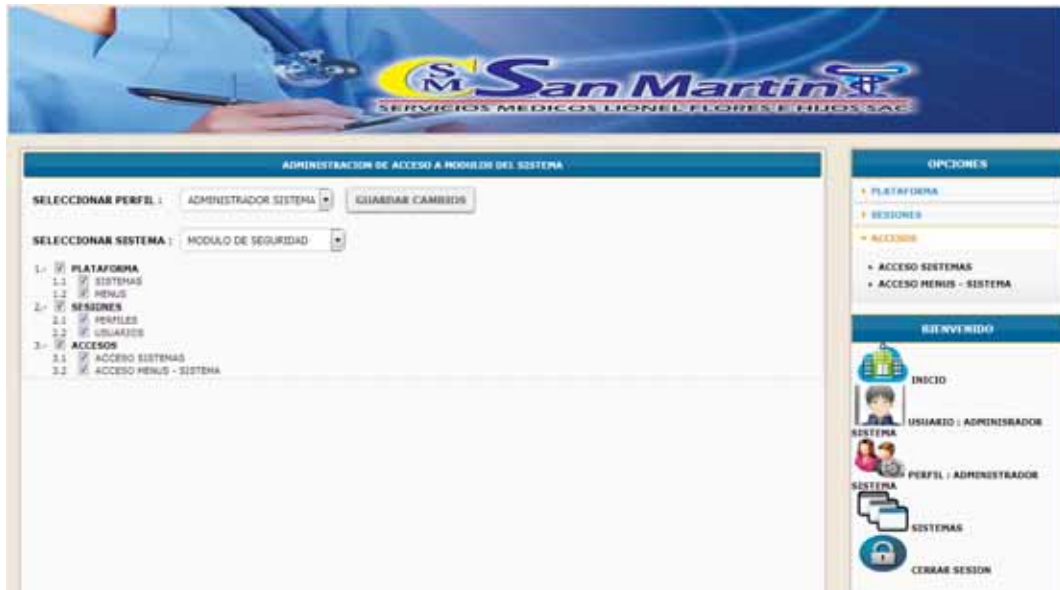 CSM San Martin
SERVICIOS MEDICOS LIONEL FLORES E HIJOS SAC
ADMINISTRACION DE ACCESO A MODULOS DEL SISTEMA
SELECCIONAR PERFIL : ADMINISTRADOR SISTEMA GUARDAR CAMBIOS
SELECCIONAR SISTEMA : MODULO DE SEGURIDAD
1.- PLATAFORMA
1.1 SISTEMAS
1.2 MENUS
2.- SESIONES
2.1 PERFILES
2.2 USUARIOS
3.- ACCESOS
3.1 ACCESO SISTEMAS
3.2 ACCESO MENUS - SISTEMA
OPCIONES
PLATAFORMA
SESIONES
ACCESOS
ACCESO SISTEMAS
ACCESO MENUS - SISTEMA
BIENVENIDO
INICIO
USUARIO : ADMINISRADOR
SISTEMA
PERFIL : ADMINISTRADOR
SISTEMA
SISTEMAS
CERRAR SESION